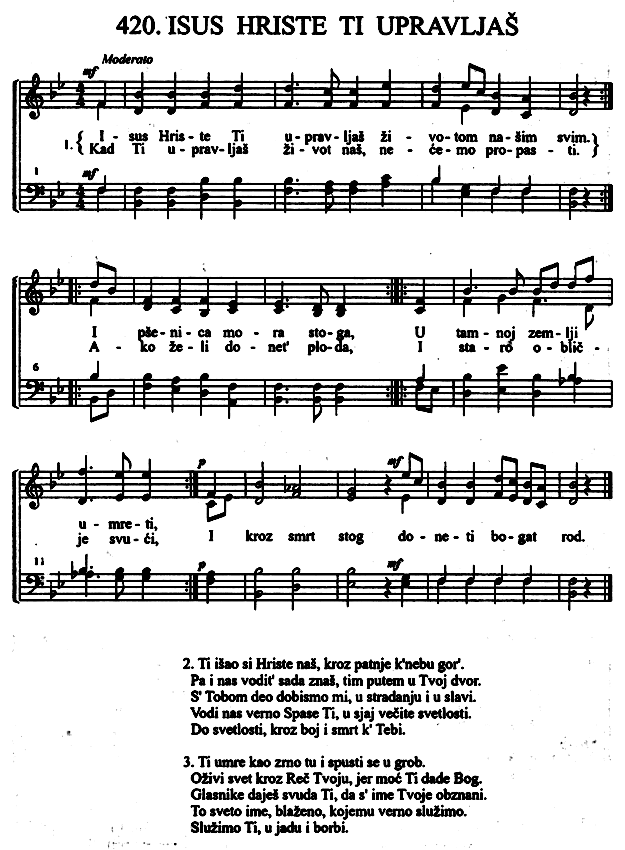 420. ISUS HRISTE TI UPRAVLJAŠ
Moderato
mf
1. { I - sus Hris - te Ti u - prav - ljaš ži - vo - tom na - šim svim. }
{ Kad Ti u - prav - ljaš ži - vot naš, ne - će - mo pro - pas - ti. }
1
mf
I pše - ni - ca mo - ra sto - ga, U tam - noj zem - lji
A - ko že - li do - net' plo - da, I sta - ro o - blič -
6
p mf
u - mre - ti,
je svu - ći, I kroz smrt stog do - ne - ti bo - gat rod.
11
p mf
2. Ti išao si Hriste naš, kroz patnje k'nebu gor'.
Pa i nas vodit' sada znaš, tim putem u Tvoj dvor.
S' Tobom deo dobismo mi, u stradanju i u slavi.
Vodi nas verno Spase Ti, u sjaj večite svetlosti.
Do svetlosti, kroz boj i smrt k' Tebi.
3. Ti umre kao zrno tu i spusti se u grob.
Oživi svet kroz Reč Tvoju, jer moć Ti dade Bog.
Glasnike daješ svuda Ti, da s' ime Tvoje obznani.
To sveto ime, blaženo, kojemu verno služimo.
Služimo Ti, u jadu i borbi.